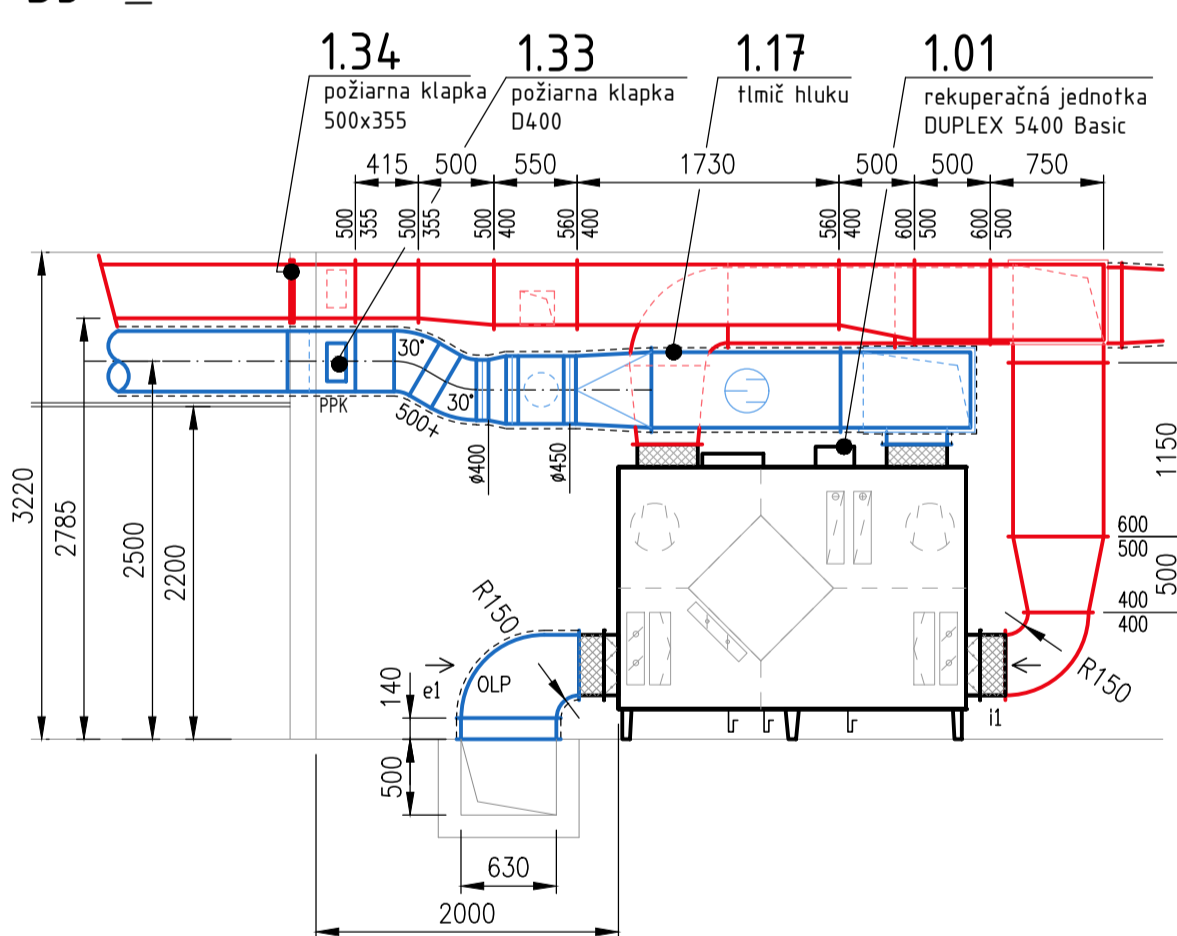 1.34
požiarna klapka
500x355
1.33
požiarna klapka
D400
1.17
tlmič hluku
1.01
rekuperačná jednotka
DUPLEX 5400 Basic
415
500
550
1730
500
500
750
500
355
500
355
500
400
560
400
560
400
600
500
600
500
30°
30°
PPK
500+
ø400
ø450
3220
2785
2500
2200
1150
600
500
500
400
400
R150
R150
e1
OLP
i1
140
500
630
2000